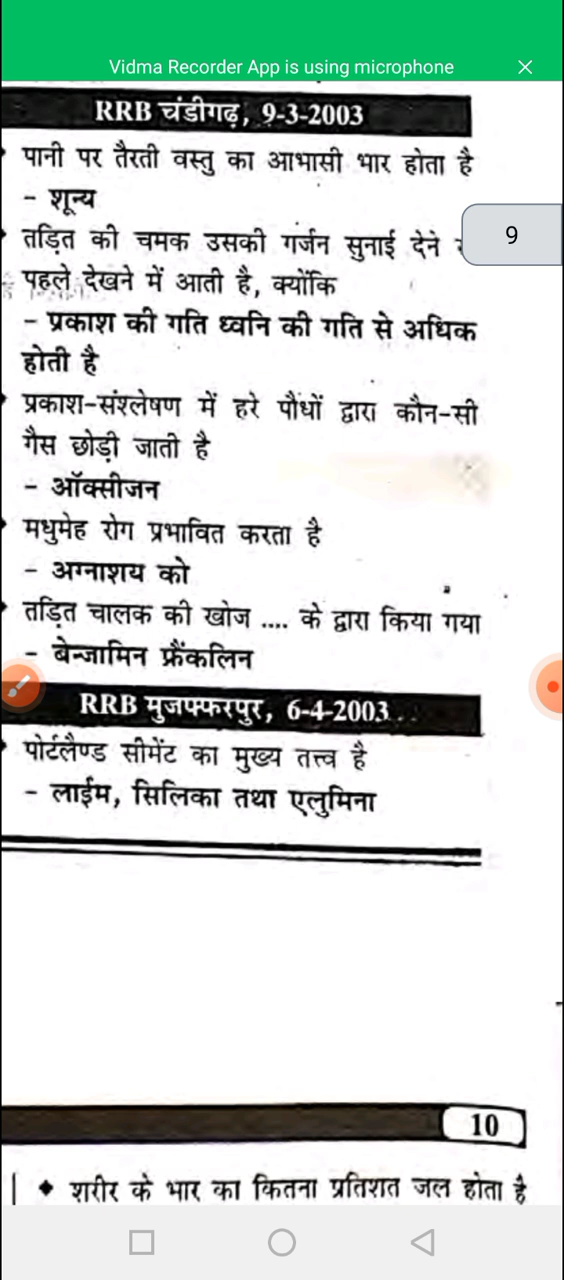 Vidma Recorder App is using microphone
RRB चंडीगढ़, 9-3-2003
पानी पर तैरती वस्तु का आभासी भार होता है
- शून्य
9
तड़ित की चमक उसकी गर्जन सुनाई देने
पहले देखने में आती है, क्योंकि
- प्रकाश की गति ध्वनि की गति से अधिक
होती है
प्रकाश-संश्लेषण में हरे पौधों द्वारा कौन-सी
गैस छोड़ी जाती है
- ऑक्सीजन
मधुमेह रोग प्रभावित करता है
- अग्नाशय को
तड़ित चालक की खोज .... के द्वारा किया गया
- बेन्जामिन फ्रैंकलिन
RRB मुजफ्फरपुर, 6-4-2003
पोर्टलैण्ड सीमेंट का मुख्य तत्त्व है
- लाईम, सिलिका तथा एलुमिना
10
शरीर के भार का कितना प्रतिशत जल होता है